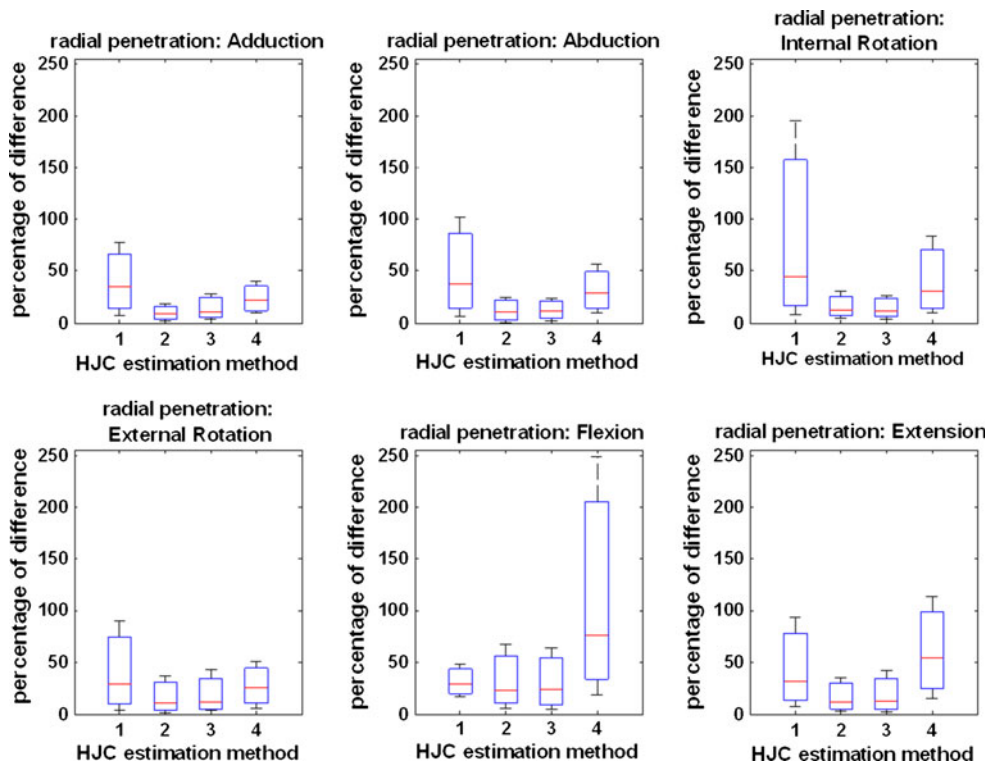 radial penetration: Adduction
percentage of difference
250
200
150
100
50
0
1 2 3 4
HJC estimation method
radial penetration: Abduction
percentage of difference
250
200
150
100
50
0
1 2 3 4
HJC estimation method
radial penetration:
Internal Rotation
percentage of difference
250
200
150
100
50
0
1 2 3 4
HJC estimation method
radial penetration:
External Rotation
percentage of difference
250
200
150
100
50
0
1 2 3 4
HJC estimation method
radial penetration: Flexion
percentage of difference
250
200
150
100
50
0
1 2 3 4
HJC estimation method
radial penetration: Extension
percentage of difference
250
200
150
100
50
0
1 2 3 4
HJC estimation method